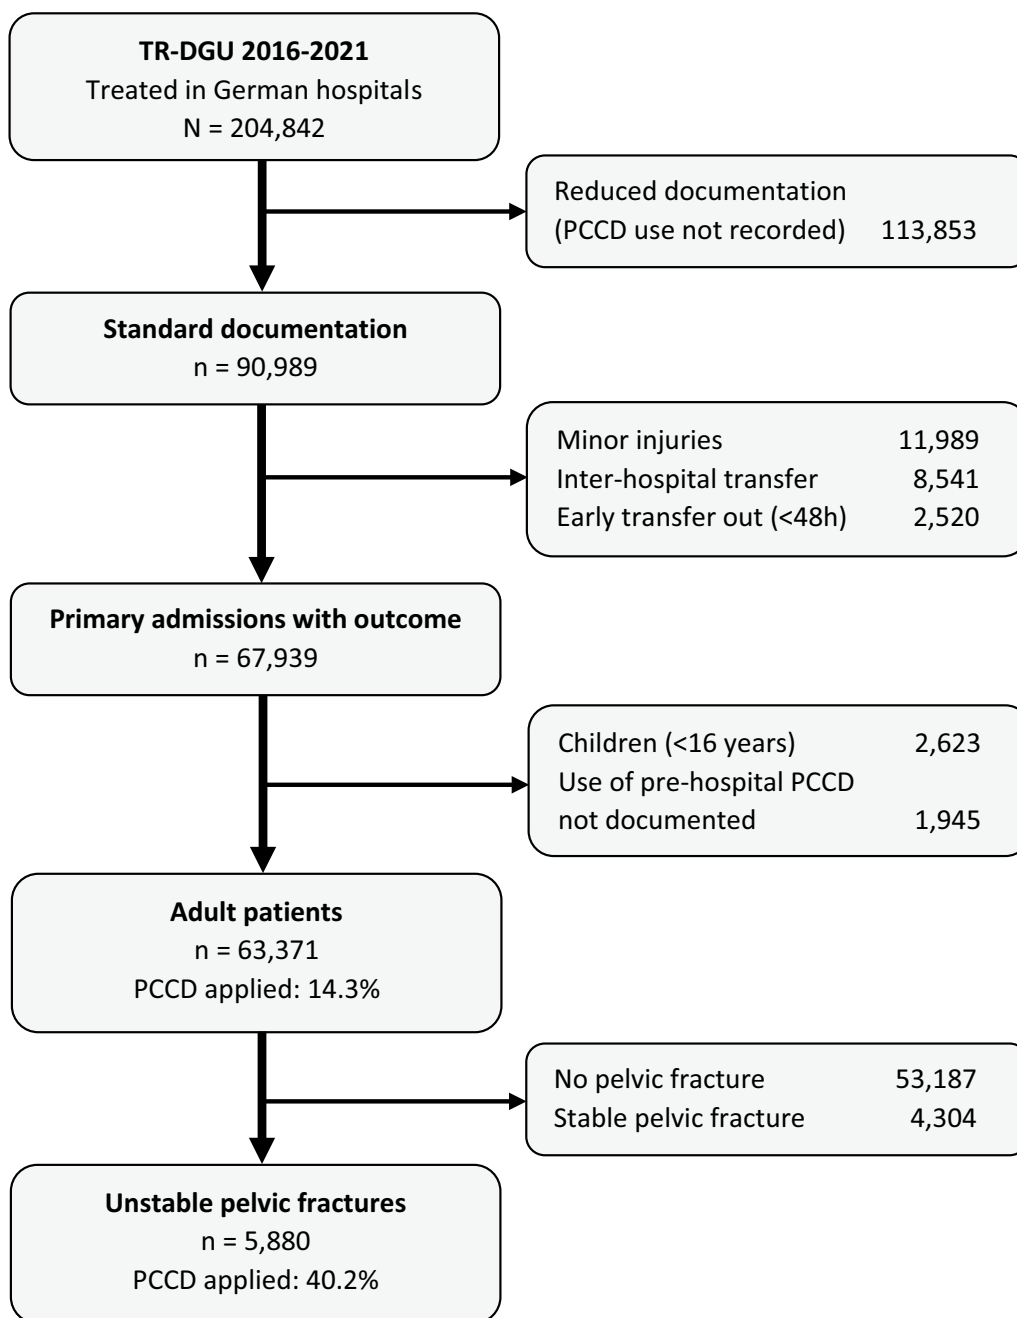 TR-DGU 2016-2021
Treated in German hospitals
N = 204,842
Reduced documentation
(PCCD use not recorded) 113,853
Standard documentation
n = 90,989
Minor injuries 11,989
Inter-hospital transfer 8,541
Early transfer out (<48h) 2,520
Primary admissions with outcome
n = 67,939
Children (<16 years) 2,623
Use of pre-hospital PCCD
not documented 1,945
Adult patients
n = 63,371
PCCD applied: 14.3%
No pelvic fracture 53,187
Stable pelvic fracture 4,304
Unstable pelvic fractures
n = 5,880
PCCD applied: 40.2%